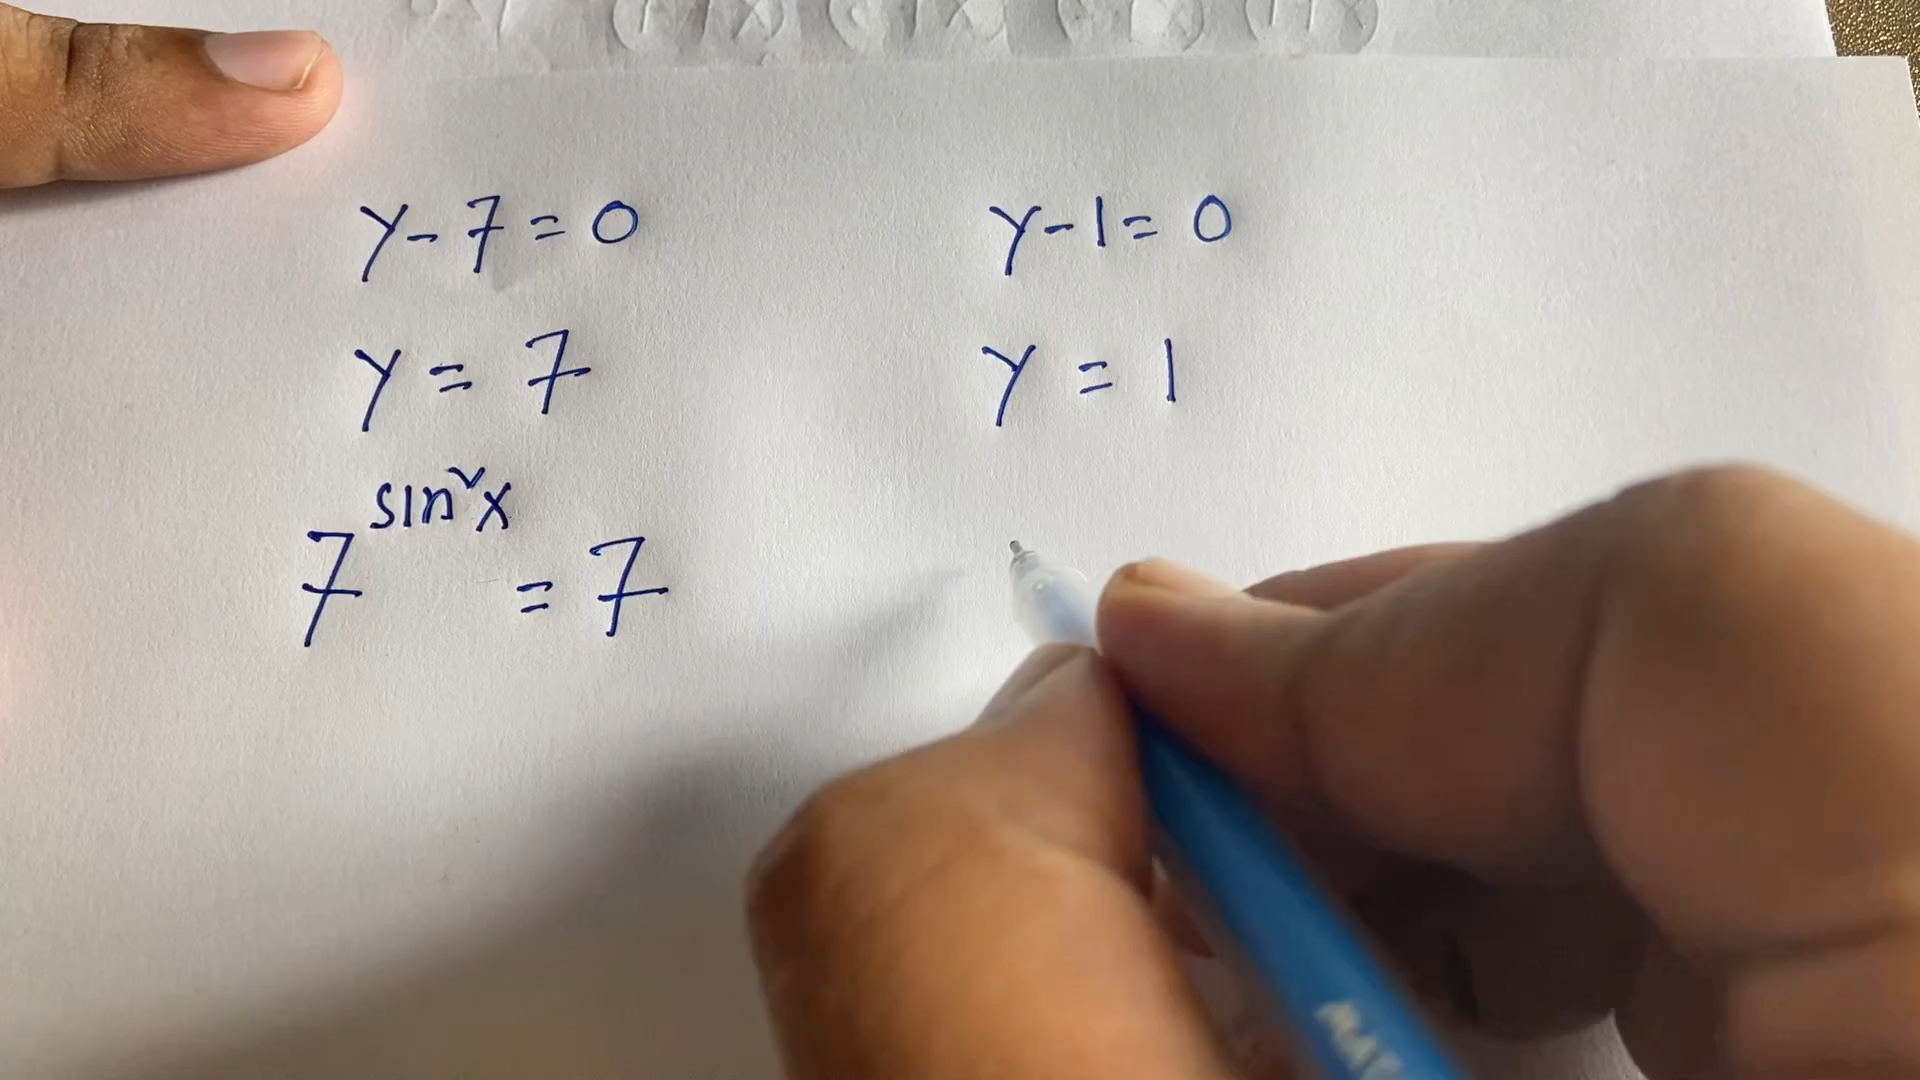 y-7=0 y-1=0
y = 7 y = 1
7^sin²x = 7